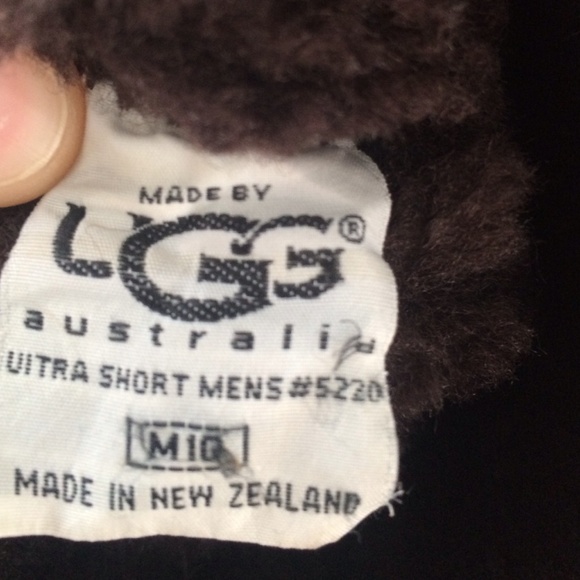 MADE BY
UGG®
australia
ULTRA SHORT MENS #5220
M10
MADE IN NEW ZEALAND